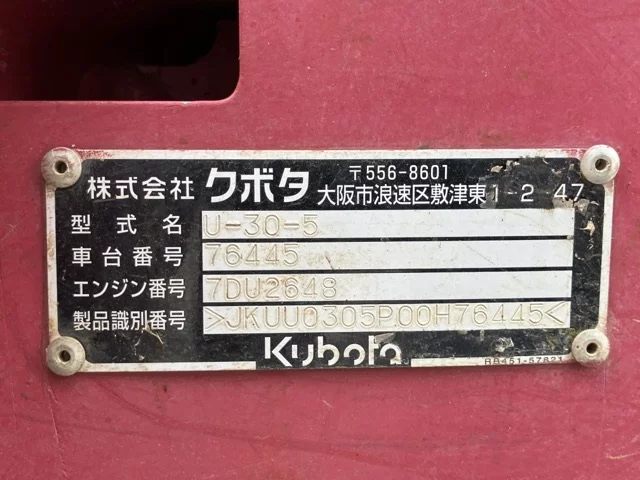 株式会社 クボタ 〒556-8601
大阪市浪速区敷津東1-2 47
型式名 U-30-5
車台番号 76445
エンジン番号 7DU2648
製品識別番号 >JKUU0305P00H76445<
Kubota
RB451-57821